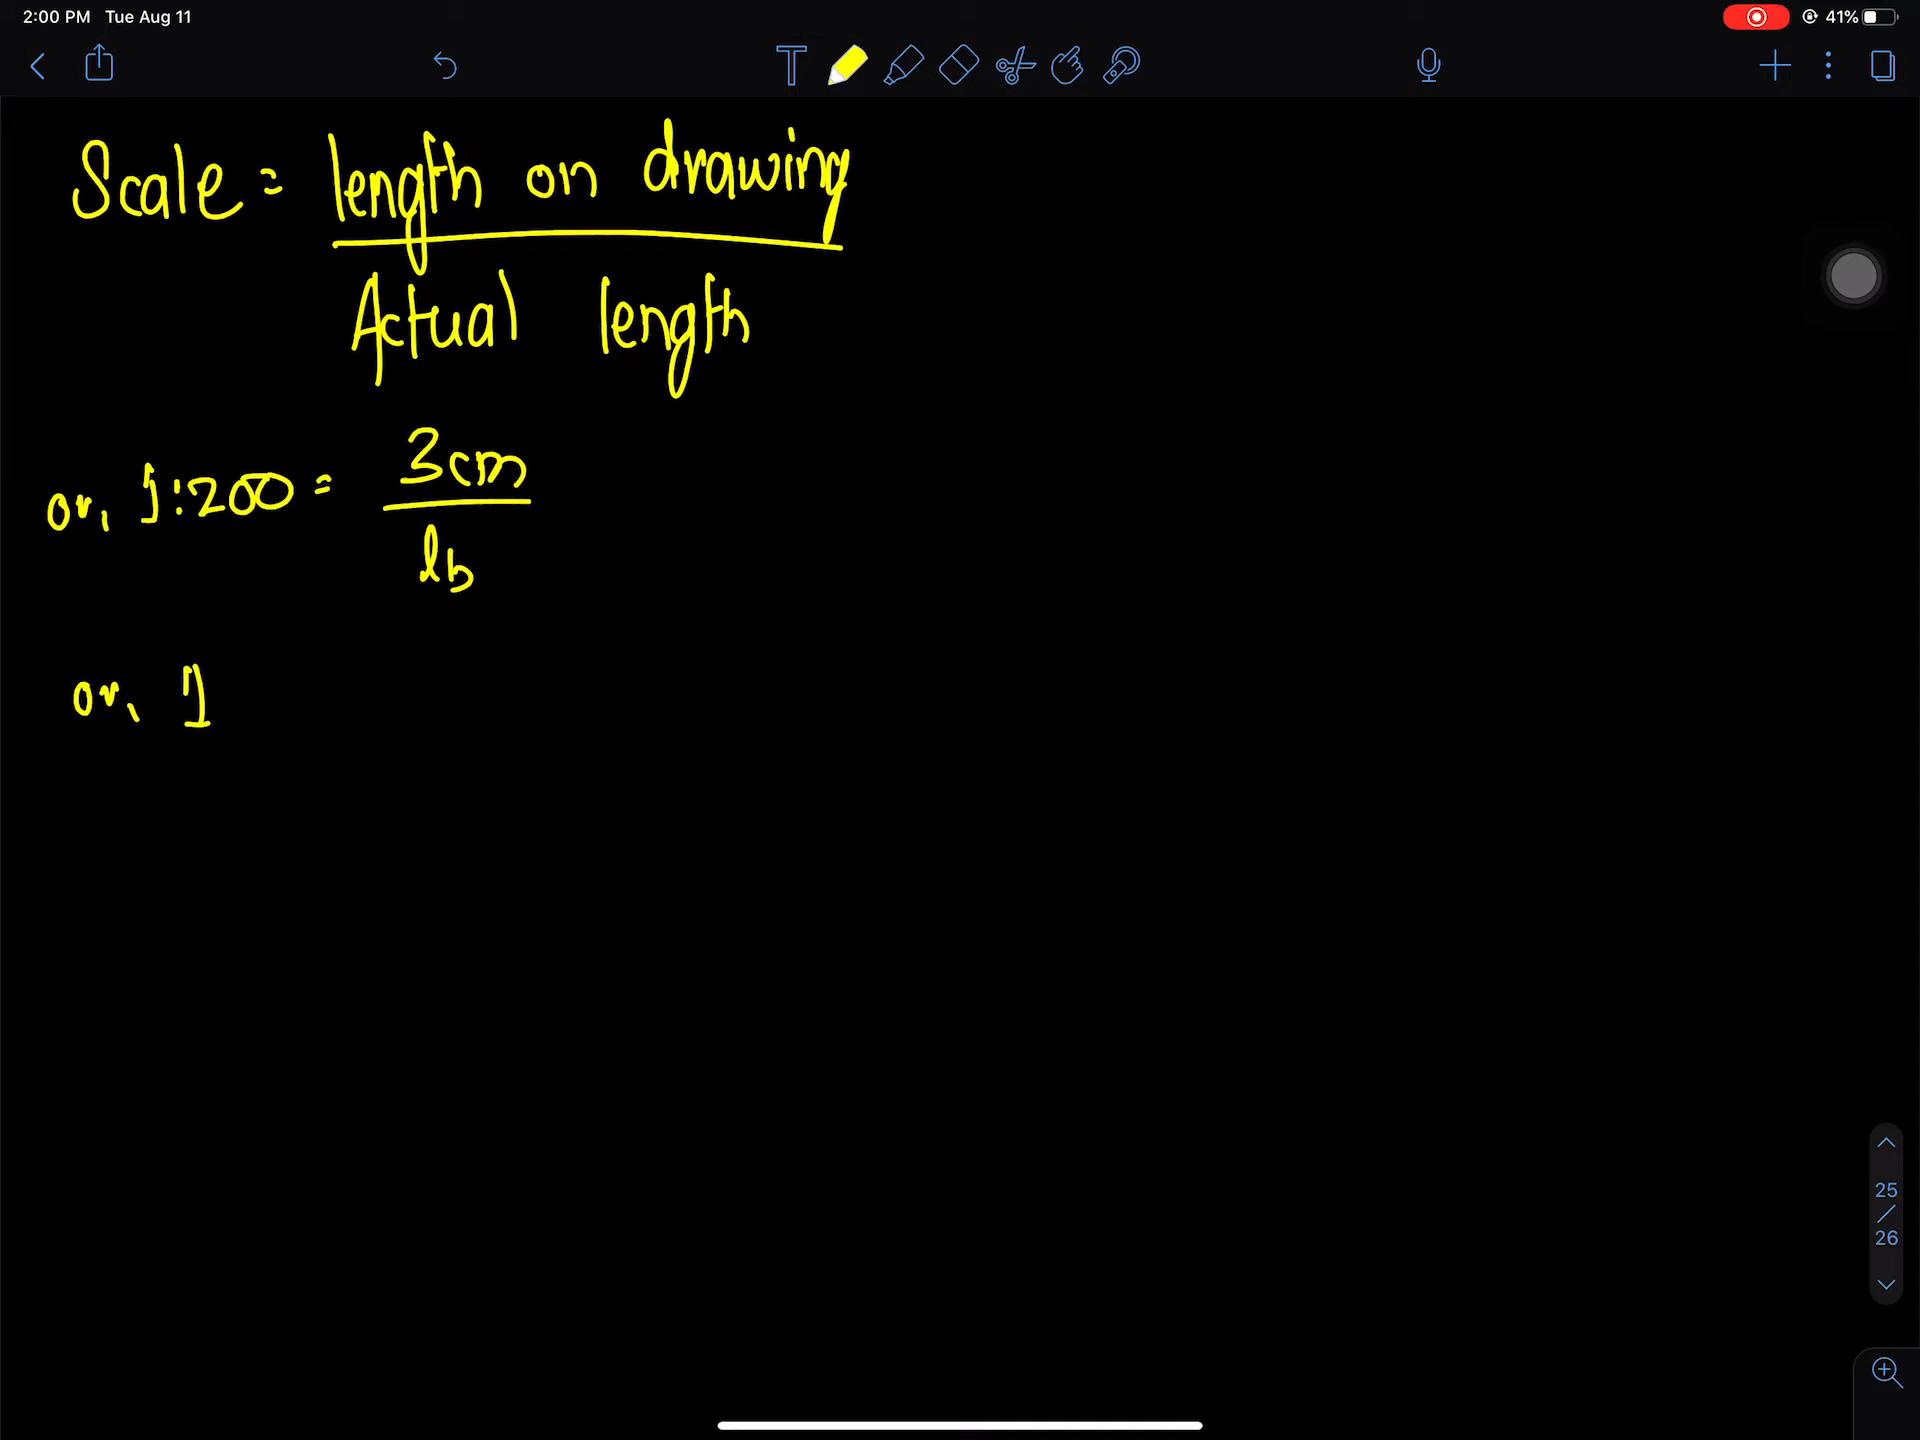 2:00 PM Tue Aug 11
41%
T
Scale = length on drawing
Actual length
or, 1:200 = 3cm
lb
or, 1
25
/
26